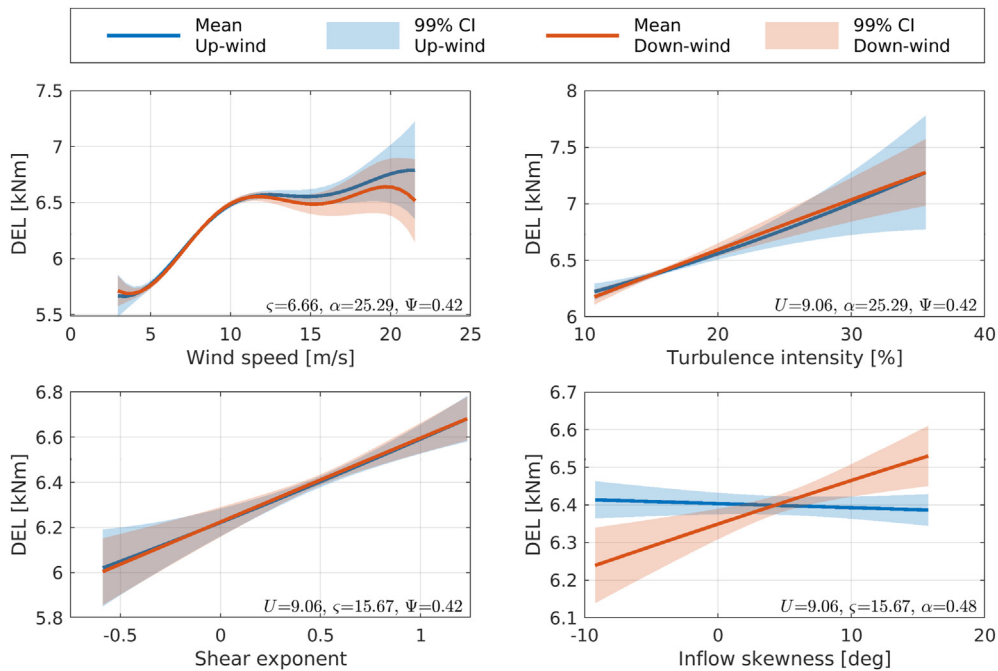 Mean
Up-wind
99% CI
Up-wind
Mean
Down-wind
99% CI
Down-wind
DEL [kNm]
7.5
7
6.5
6
5.5
ς=6.66, α=25.29, Ψ=0.42
0 5 10 15 20 25
Wind speed [m/s]
DEL [kNm]
8
7.5
7
6.5
6
U=9.06, α=25.29, Ψ=0.42
10 20 30 40
Turbulence intensity [%]
DEL [kNm]
6.8
6.6
6.4
6.2
6
5.8
U=9.06, ς=15.67, Ψ=0.42
-0.5 0 0.5 1
Shear exponent
DEL [kNm]
6.7
6.6
6.5
6.4
6.3
6.2
6.1
U=9.06, ς=15.67, α=0.48
-10 0 10 20
Inflow skewness [deg]